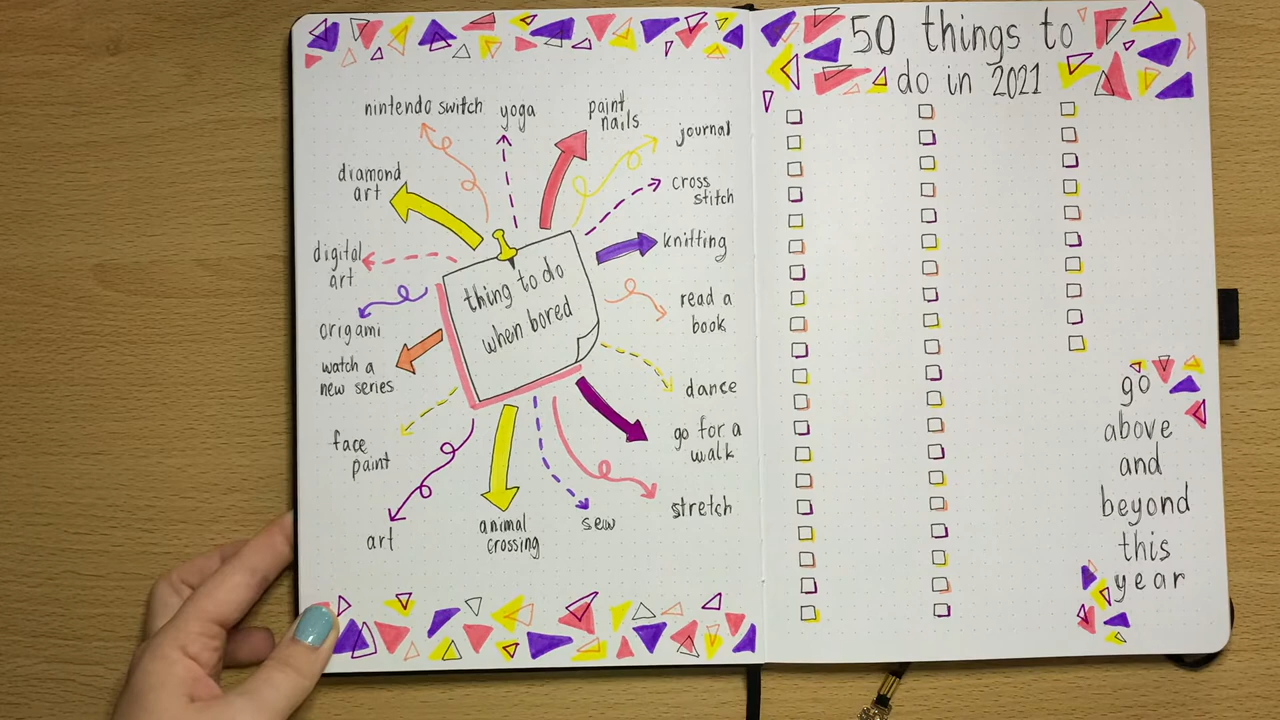 nintendo switch
yoga
paint
nails
journal
diamond
art
cross
stitch
digital
art
knitting
thing to do
when bored
origami
read a
book
watch a
new series
dance
face
paint
go for a
walk
art
animal
crossing
sew
stretch
50 things to
do in 2021
go
above
and
beyond
this
year